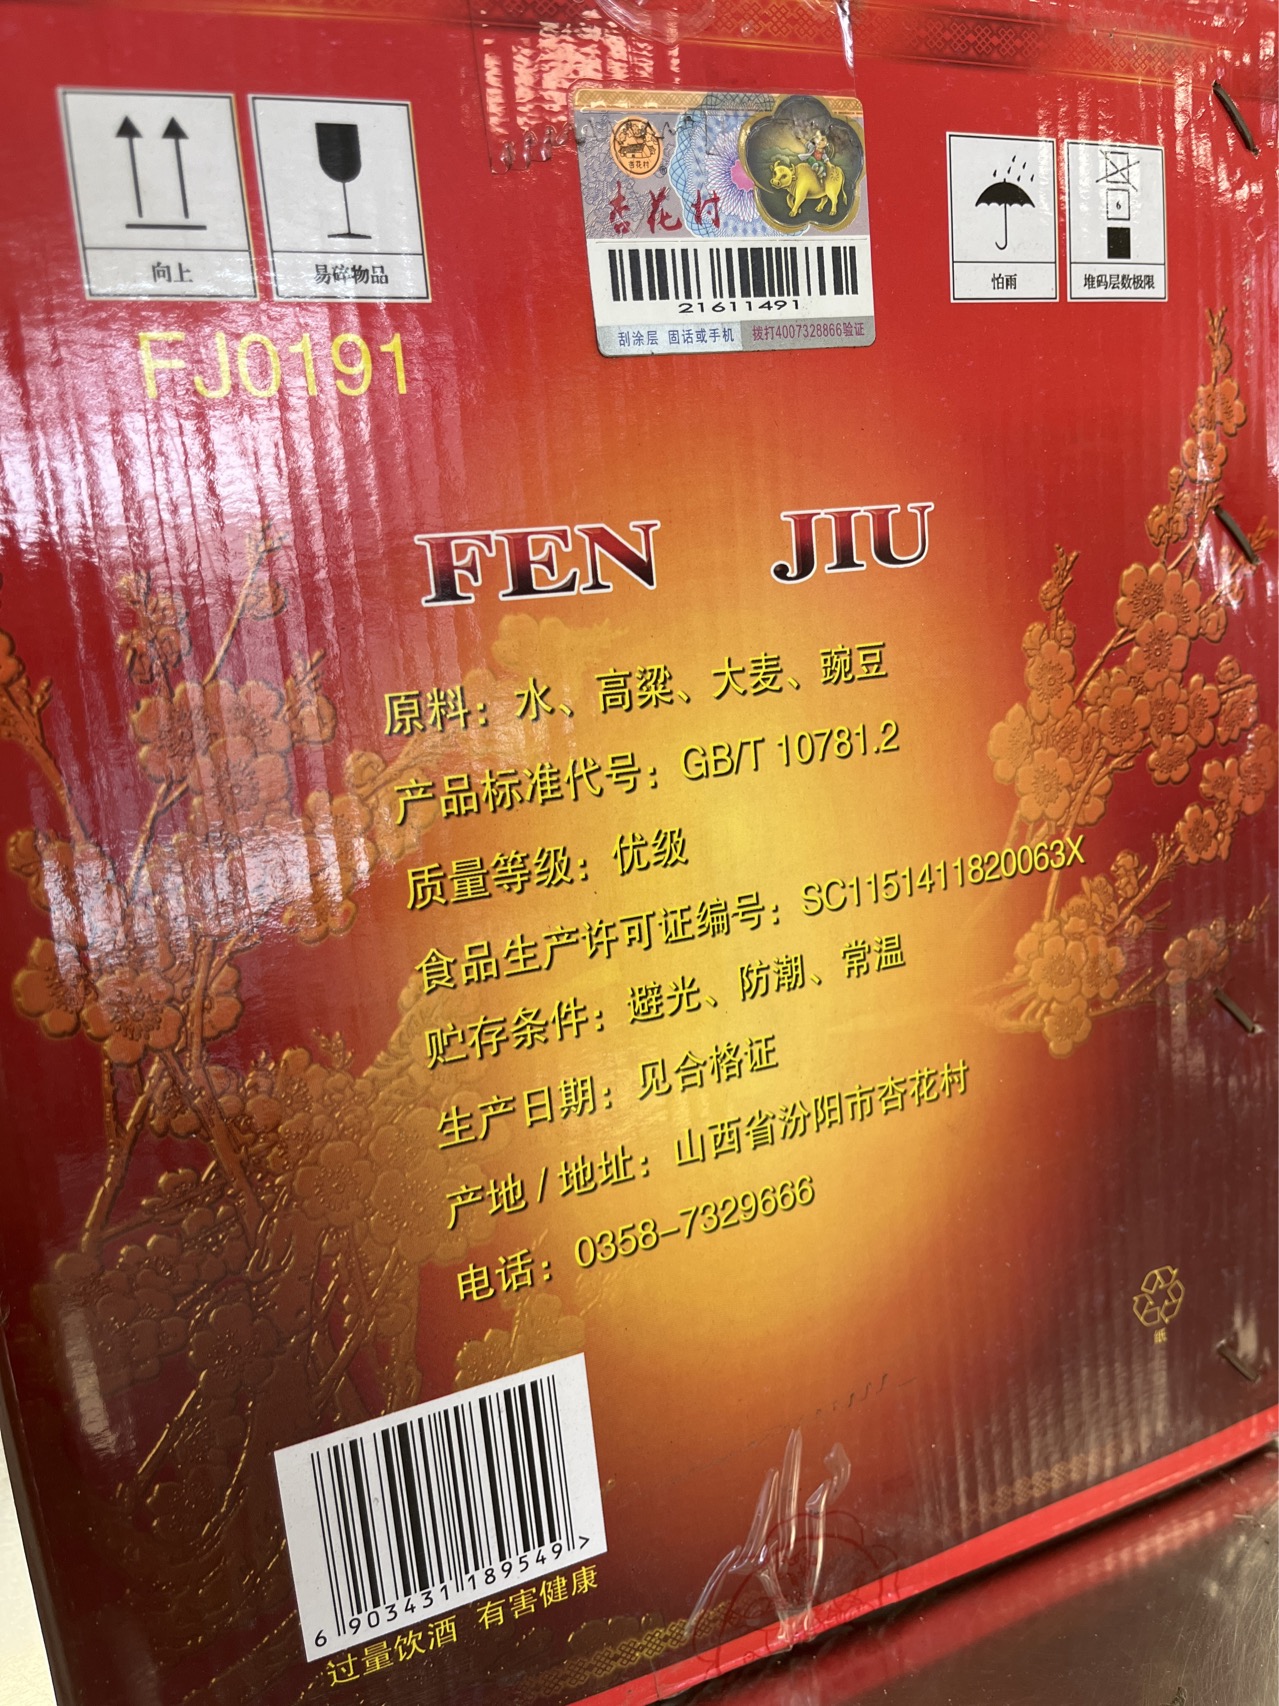 向上
易碎物品
杏花村
杏花村
21611491
刮涂层 固话或手机 拨打4007328866验证
怕雨
6
堆码层数极限
FJ0191
FEN JIU
原料：水、高粱、大麦、豌豆
产品标准代号：GB/T 10781.2
质量等级：优级
食品生产许可证编号：SC1151411820063X
贮存条件：避光、防潮、常温
生产日期：见合格证
产地/地址：山西省汾阳市杏花村
电话：0358-7329666
纸
6 903431 189549 >
过量饮酒 有害健康